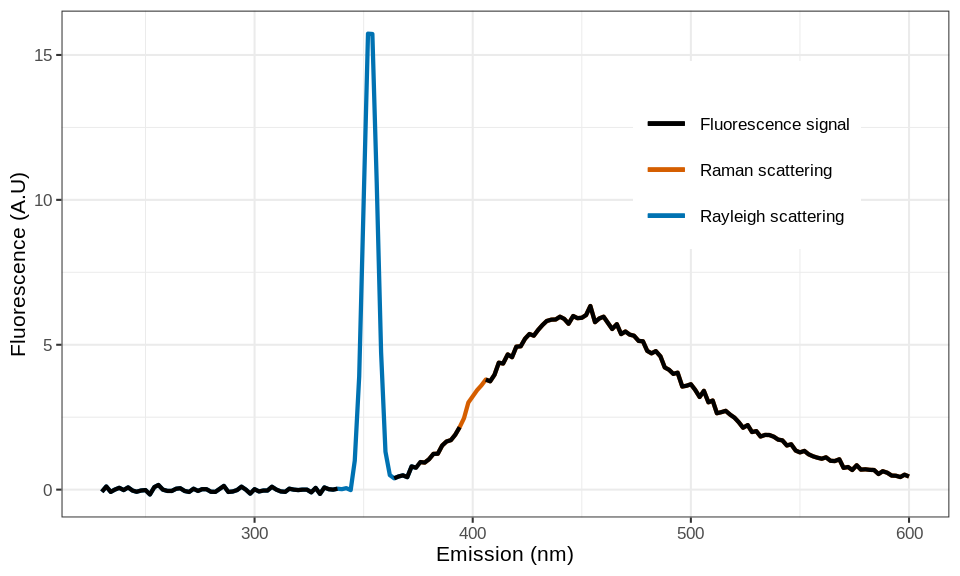 15
10
5
0
Fluorescence (A.U)
Fluorescence signal
Raman scattering
Rayleigh scattering
300
400
500
600
Emission (nm)